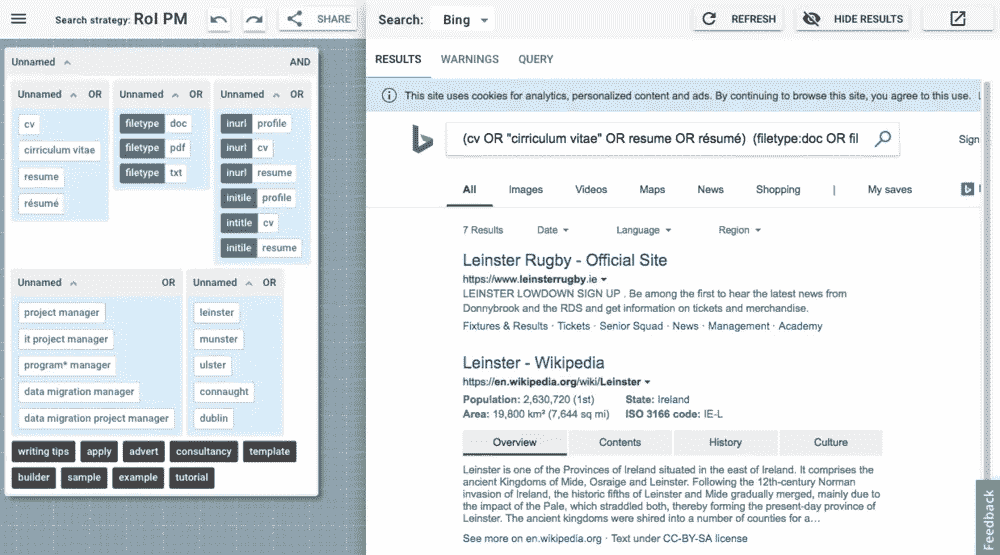 Search strategy: RoI PM
SHARE
Unnamed AND
Unnamed OR
cv
cirriculum vitae
resume
résumé
Unnamed OR
filetype doc
filetype pdf
filetype txt
Unnamed OR
inurl profile
inurl cv
inurl resume
initile profile
intitle cv
initile resume
Unnamed OR
project manager
it project manager
program* manager
data migration manager
data migration project manager
Unnamed OR
leinster
munster
ulster
connaught
dublin
writing tips apply advert consultancy template
builder sample example tutorial
Search: Bing
REFRESH
HIDE RESULTS
RESULTS WARNINGS QUERY
This site uses cookies for analytics, personalized content and ads. By continuing to browse this site, you agree to this use.
(cv OR "cirriculum vitae" OR resume OR résumé) (filetype:doc OR fil
Sign
All Images Videos Maps News Shopping | My saves
7 Results Date Language Region
Leinster Rugby - Official Site
https://www.leinsterrugby.ie
LEINSTER LOWDOWN SIGN UP . Be among the first to hear the latest news from
Donnybrook and the RDS and get information on tickets and merchandise.
Fixtures & Results · Tickets · Senior Squad · News · Management · Academy
Leinster - Wikipedia
https://en.wikipedia.org/wiki/Leinster
Population: 2,630,720 (1st) State: Ireland
Area: 19,800 km² (7,644 sq mi) ISO 3166 code: IE-L
Overview Contents History Culture
Leinster is one of the Provinces of Ireland situated in the east of Ireland. It comprises the
ancient Kingdoms of Mide, Osraige and Leinster. Following the 12th-century Norman
invasion of Ireland, the historic fifths of Leinster and Mide gradually merged, mainly due to
the impact of the Pale, which straddled both, thereby forming the present-day province of
Leinster. The ancient kingdoms were shired into a number of counties for a...
See more on en.wikipedia.org · Text under CC-BY-SA license
Feedback